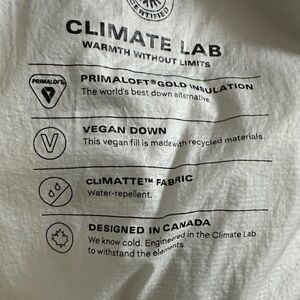 CERTIFIED
CLIMATE LAB
WARMTH WITHOUT LIMITS
PRIMALOFT
PRIMALOFT® GOLD INSULATION
The world's best down alternative.
VEGAN DOWN
This vegan fill is made with recycled materials.
CLIMATTE™ FABRIC
Water-repellent.
DESIGNED IN CANADA
We know cold. Engineered in the Climate Lab
to withstand the elements.